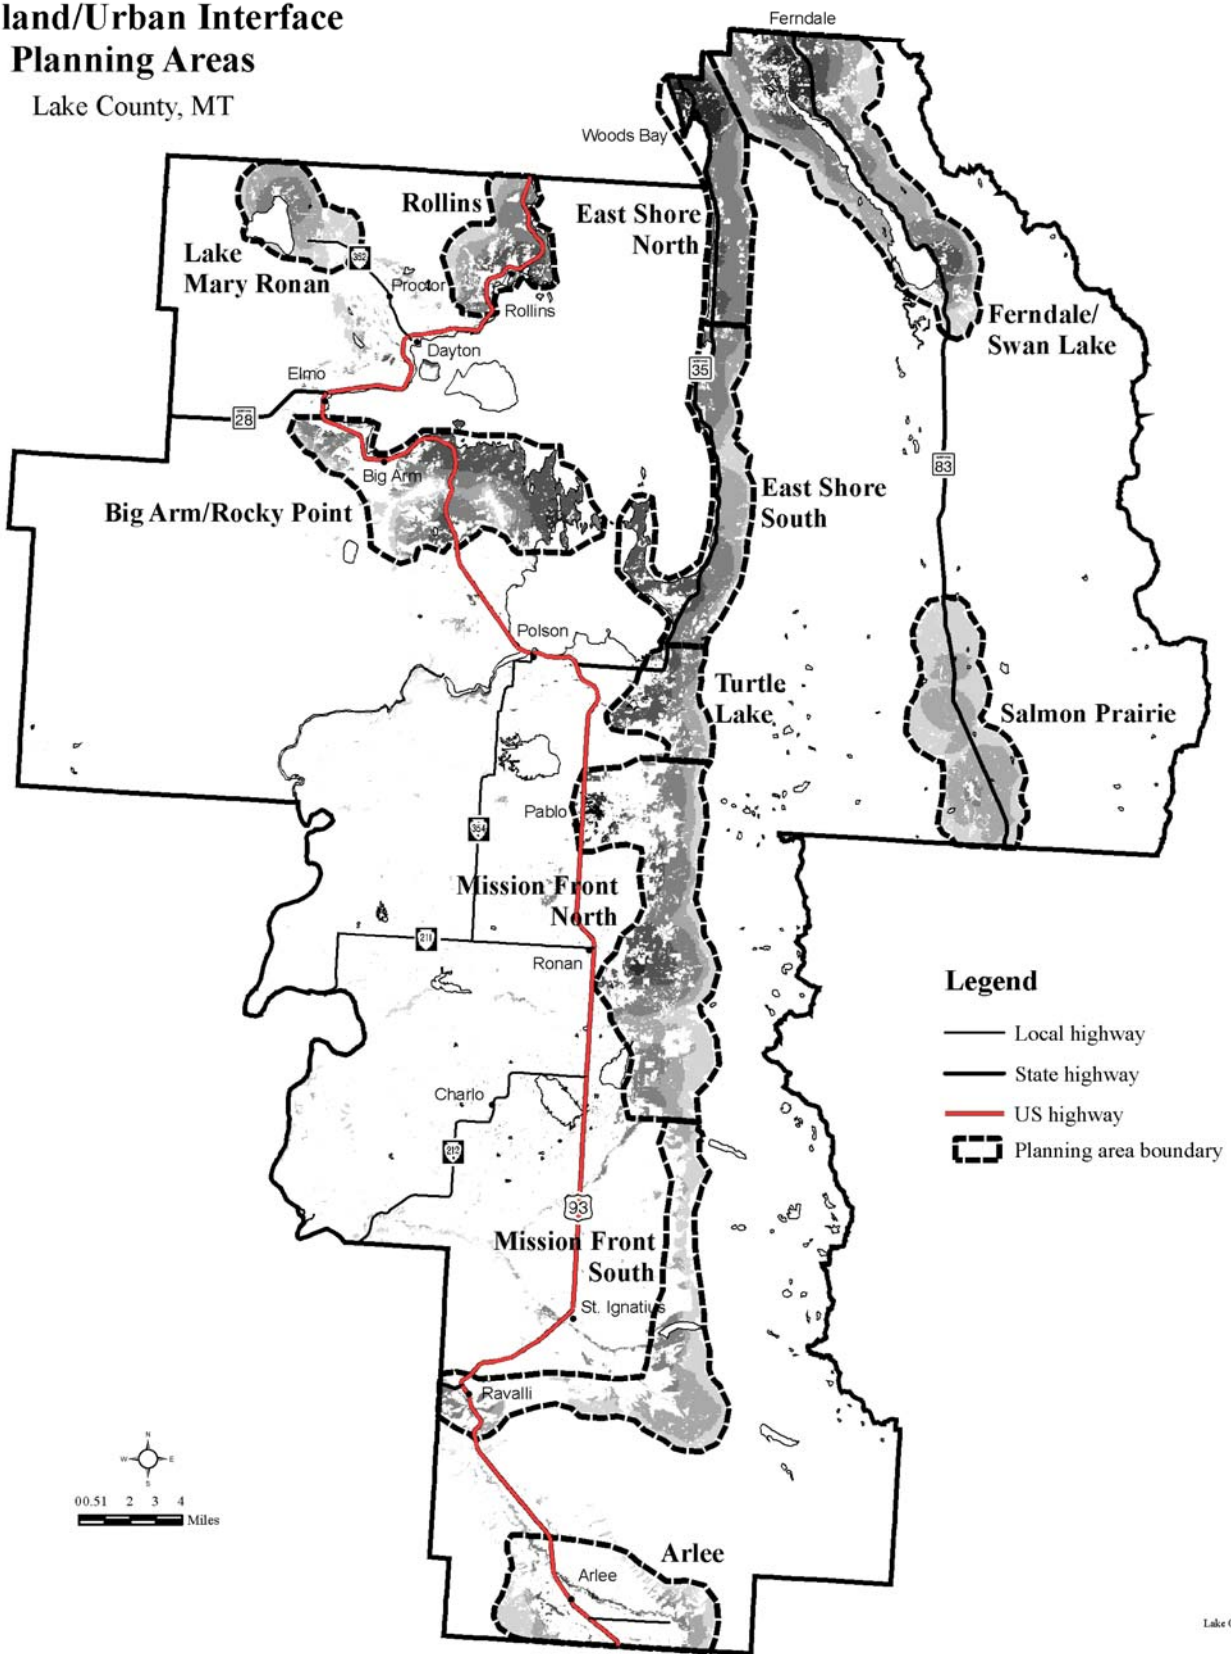 land/Urban Interface
Planning Areas
Lake County, MT
Ferndale
Woods Bay
Rollins
East Shore
North
Lake
Mary Ronan
352
Proctor
Rollins
Ferndale/
Swan Lake
Dayton
Elmo
35
28
83
Big Arm
East Shore
South
Big Arm/Rocky Point
Polson
Turtle
Lake
Salmon Prairie
Pablo
354
Mission Front
North
211
Ronan
Legend
Local highway
State highway
US highway
Planning area boundary
Charlo
212
93
Mission Front
South
St. Ignatius
Ravalli
N
W E
S
00.51 2 3 4
Miles
Arlee
Arlee
Lake